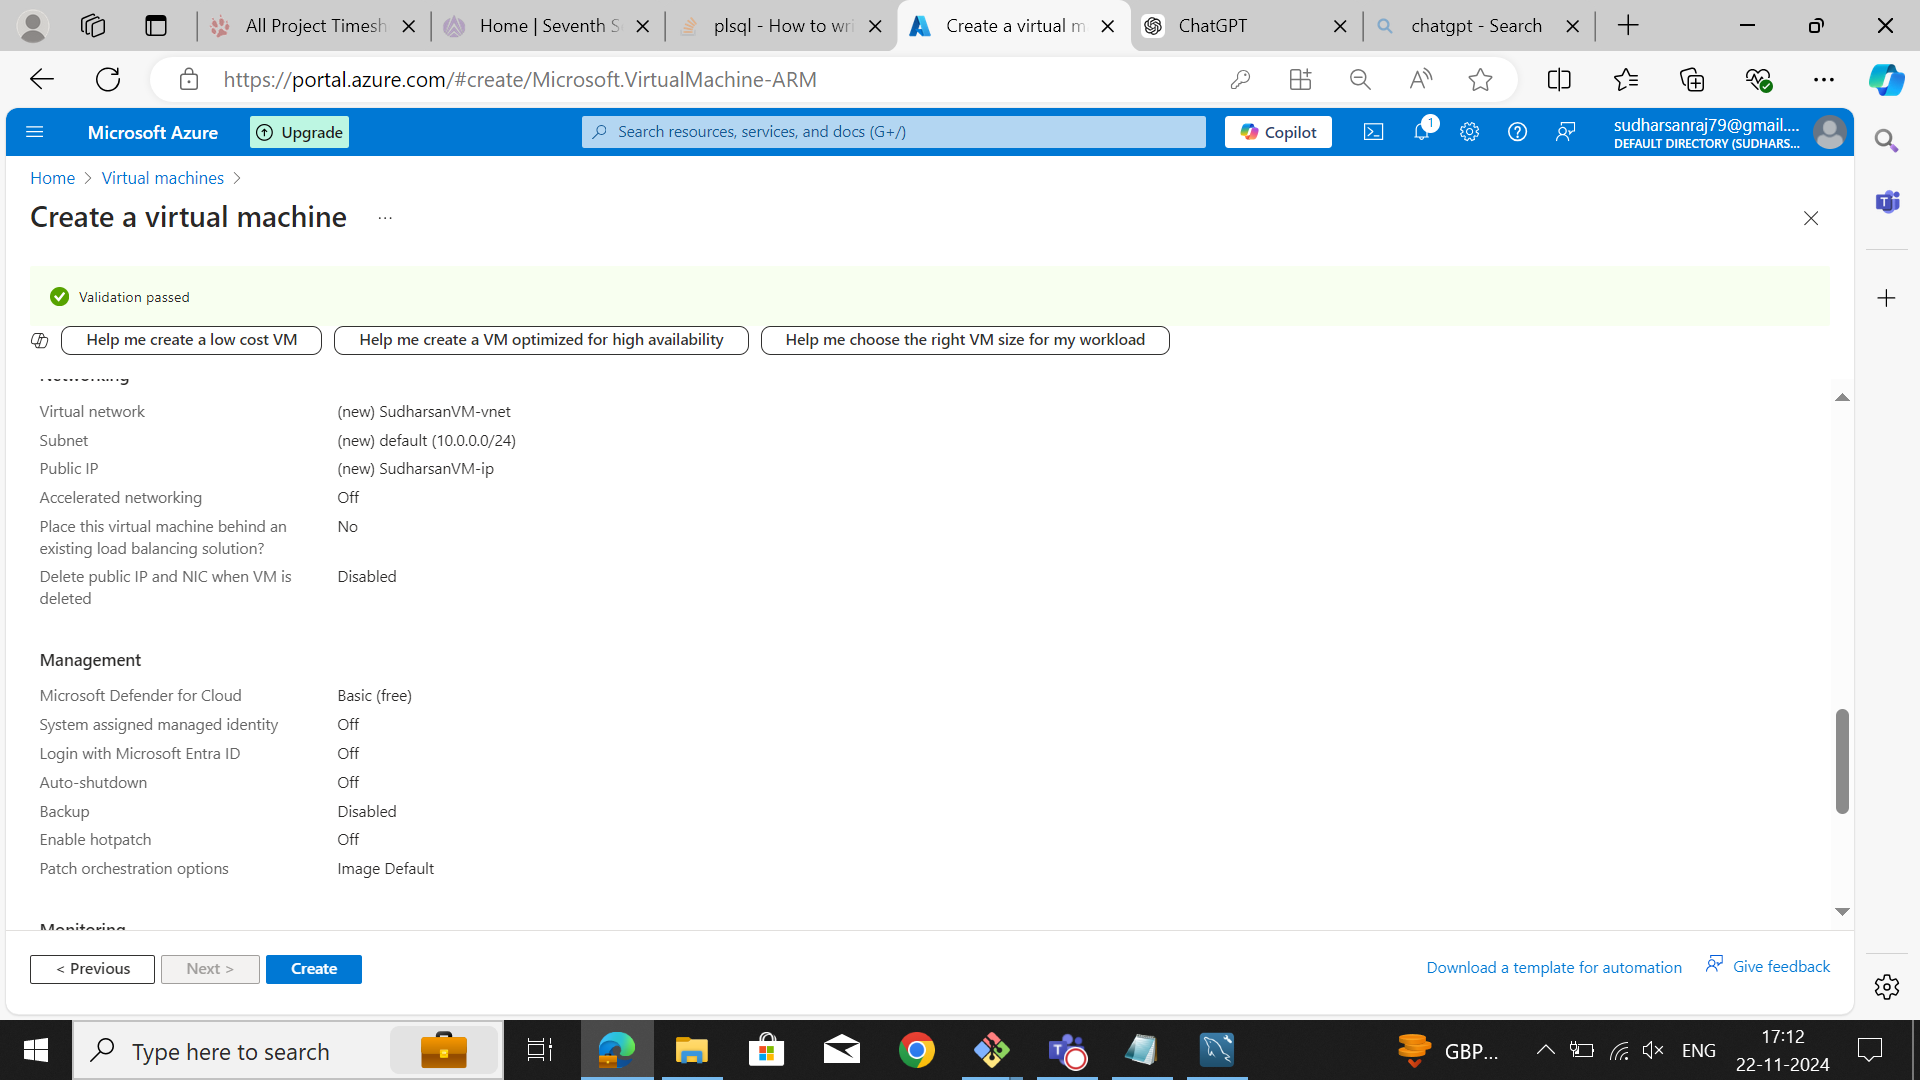 All Project Timesh
Home | Seventh S
plsql - How to wri
Create a virtual m
ChatGPT
chatgpt - Search
https://portal.azure.com/#create/Microsoft.VirtualMachine-ARM
Microsoft Azure
Upgrade
Search resources, services, and docs (G+/)
Copilot
1
sudharsanraj79@gmail....
DEFAULT DIRECTORY (SUDHARS...
Home > Virtual machines >
Create a virtual machine ...
Validation passed
Help me create a low cost VM
Help me create a VM optimized for high availability
Help me choose the right VM size for my workload
Networking
Virtual network (new) SudharsanVM-vnet
Subnet (new) default (10.0.0.0/24)
Public IP (new) SudharsanVM-ip
Accelerated networking Off
Place this virtual machine behind an No
existing load balancing solution?
Delete public IP and NIC when VM is Disabled
deleted
Management
Microsoft Defender for Cloud Basic (free)
System assigned managed identity Off
Login with Microsoft Entra ID Off
Auto-shutdown Off
Backup Disabled
Enable hotpatch Off
Patch orchestration options Image Default
Monitoring
< Previous
Next >
Create
Download a template for automation
Give feedback
Type here to search
GBP...
ENG
17:12
22-11-2024